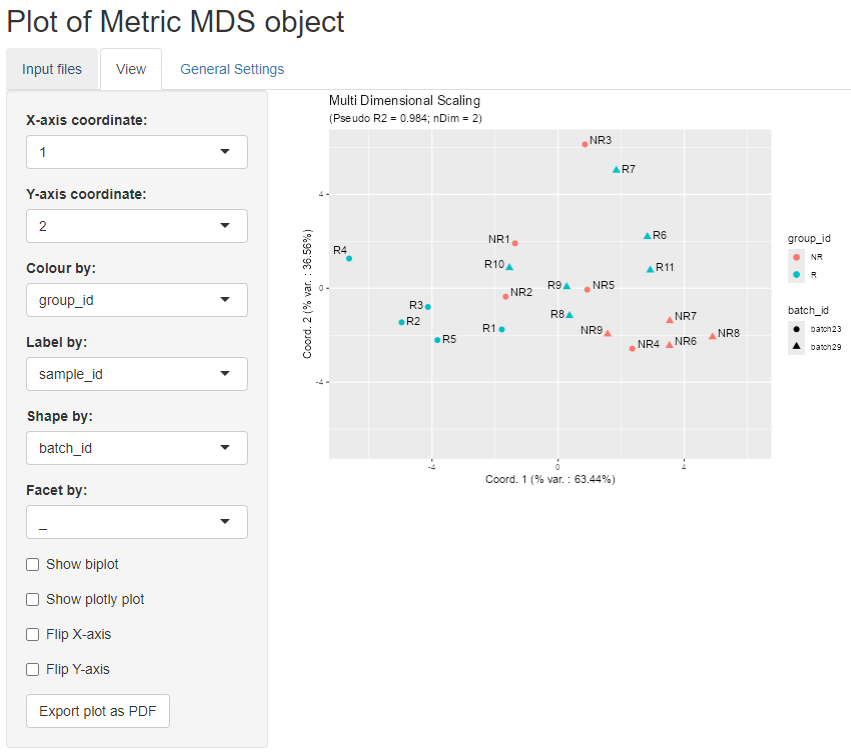 Plot of Metric MDS object
Input files View General Settings
X-axis coordinate:
1
Y-axis coordinate:
2
Colour by:
group_id
Label by:
sample_id
Shape by:
batch_id
Facet by:
_
Show biplot
Show plotly plot
Flip X-axis
Flip Y-axis
Export plot as PDF
Multi Dimensional Scaling
(Pseudo R2 = 0.984; nDim = 2)
Coord. 2 (% var. : 36.56%)
4
0
-4
NR3
R7
R6
NR1
R4
R10
R11
R9
NR5
NR2
R3
R8
NR7
R2
R1
NR9
NR8
R5
NR4
NR6
-4 0 4
Coord. 1 (% var. : 63.44%)
group_id
NR
R
batch_id
batch23
batch29